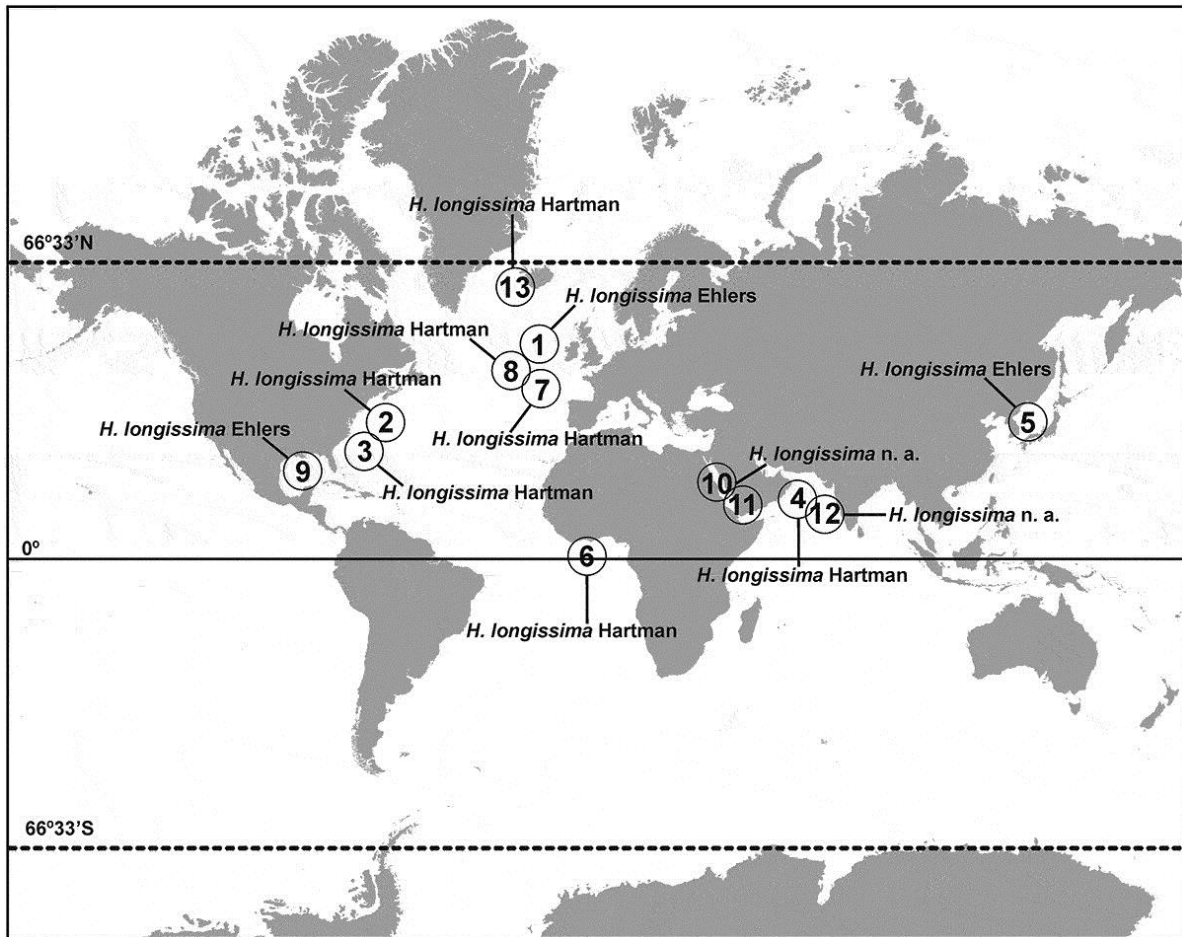 H. longissima Hartman
66º33'N
13
H. longissima Ehlers
H. longissima Hartman
1
8
H. longissima Ehlers
H. longissima Hartman
7
2
5
H. longissima Ehlers
H. longissima Hartman
3
H. longissima n. a.
9
10
H. longissima Hartman
4
11
12
H. longissima n. a.
0º
6
H. longissima Hartman
H. longissima Hartman
66º33'S